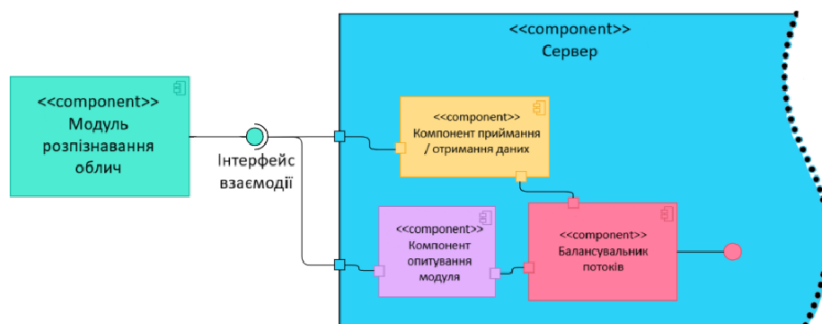 <<component>>
Сервер
<<component>>
Модуль
розпізнавання
облич
Інтерфейс
взаємодії
<<component>>
Компонент приймання
/ отримання даних
<<component>>
Компонент
опитування
модуля
<<component>>
Балансувальник
потоків